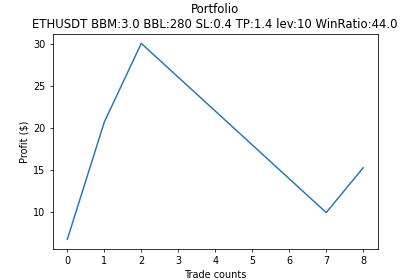 Portfolio
ETHUSDT BBM:3.0 BBL:280 SL:0.4 TP:1.4 lev:10 WinRatio:44.0
30
25
20
15
10
Profit ($)
0 1 2 3 4 5 6 7 8
Trade counts